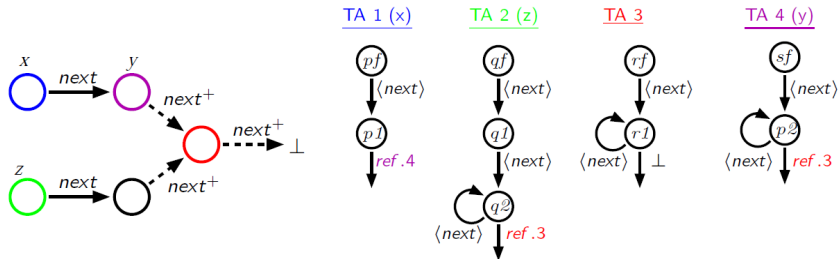 TA 1 (x) TA 2 (z) TA 3 TA 4 (y)
x y pf qf rf sf
next next⁺ ⟨next⟩ ⟨next⟩ ⟨next⟩ ⟨next⟩
next⁺ ⊥ p1 q1 r1 p2
z next next⁺ ref.4 ⟨next⟩ ⟨next⟩ ⊥ ⟨next⟩ ref.3
q2
⟨next⟩ ref.3